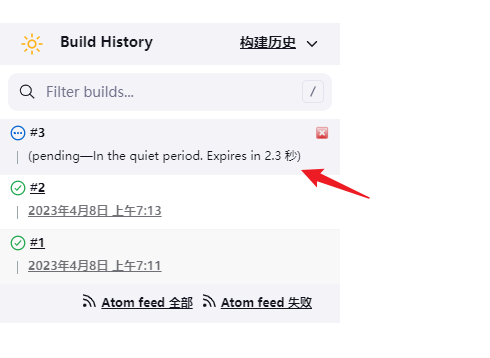 Build History 构建历史
Filter builds... /
#3
(pending—In the quiet period. Expires in 2.3 秒)
#2
2023年4月8日 上午7:13
#1
2023年4月8日 上午7:11
Atom feed 全部 Atom feed 失败